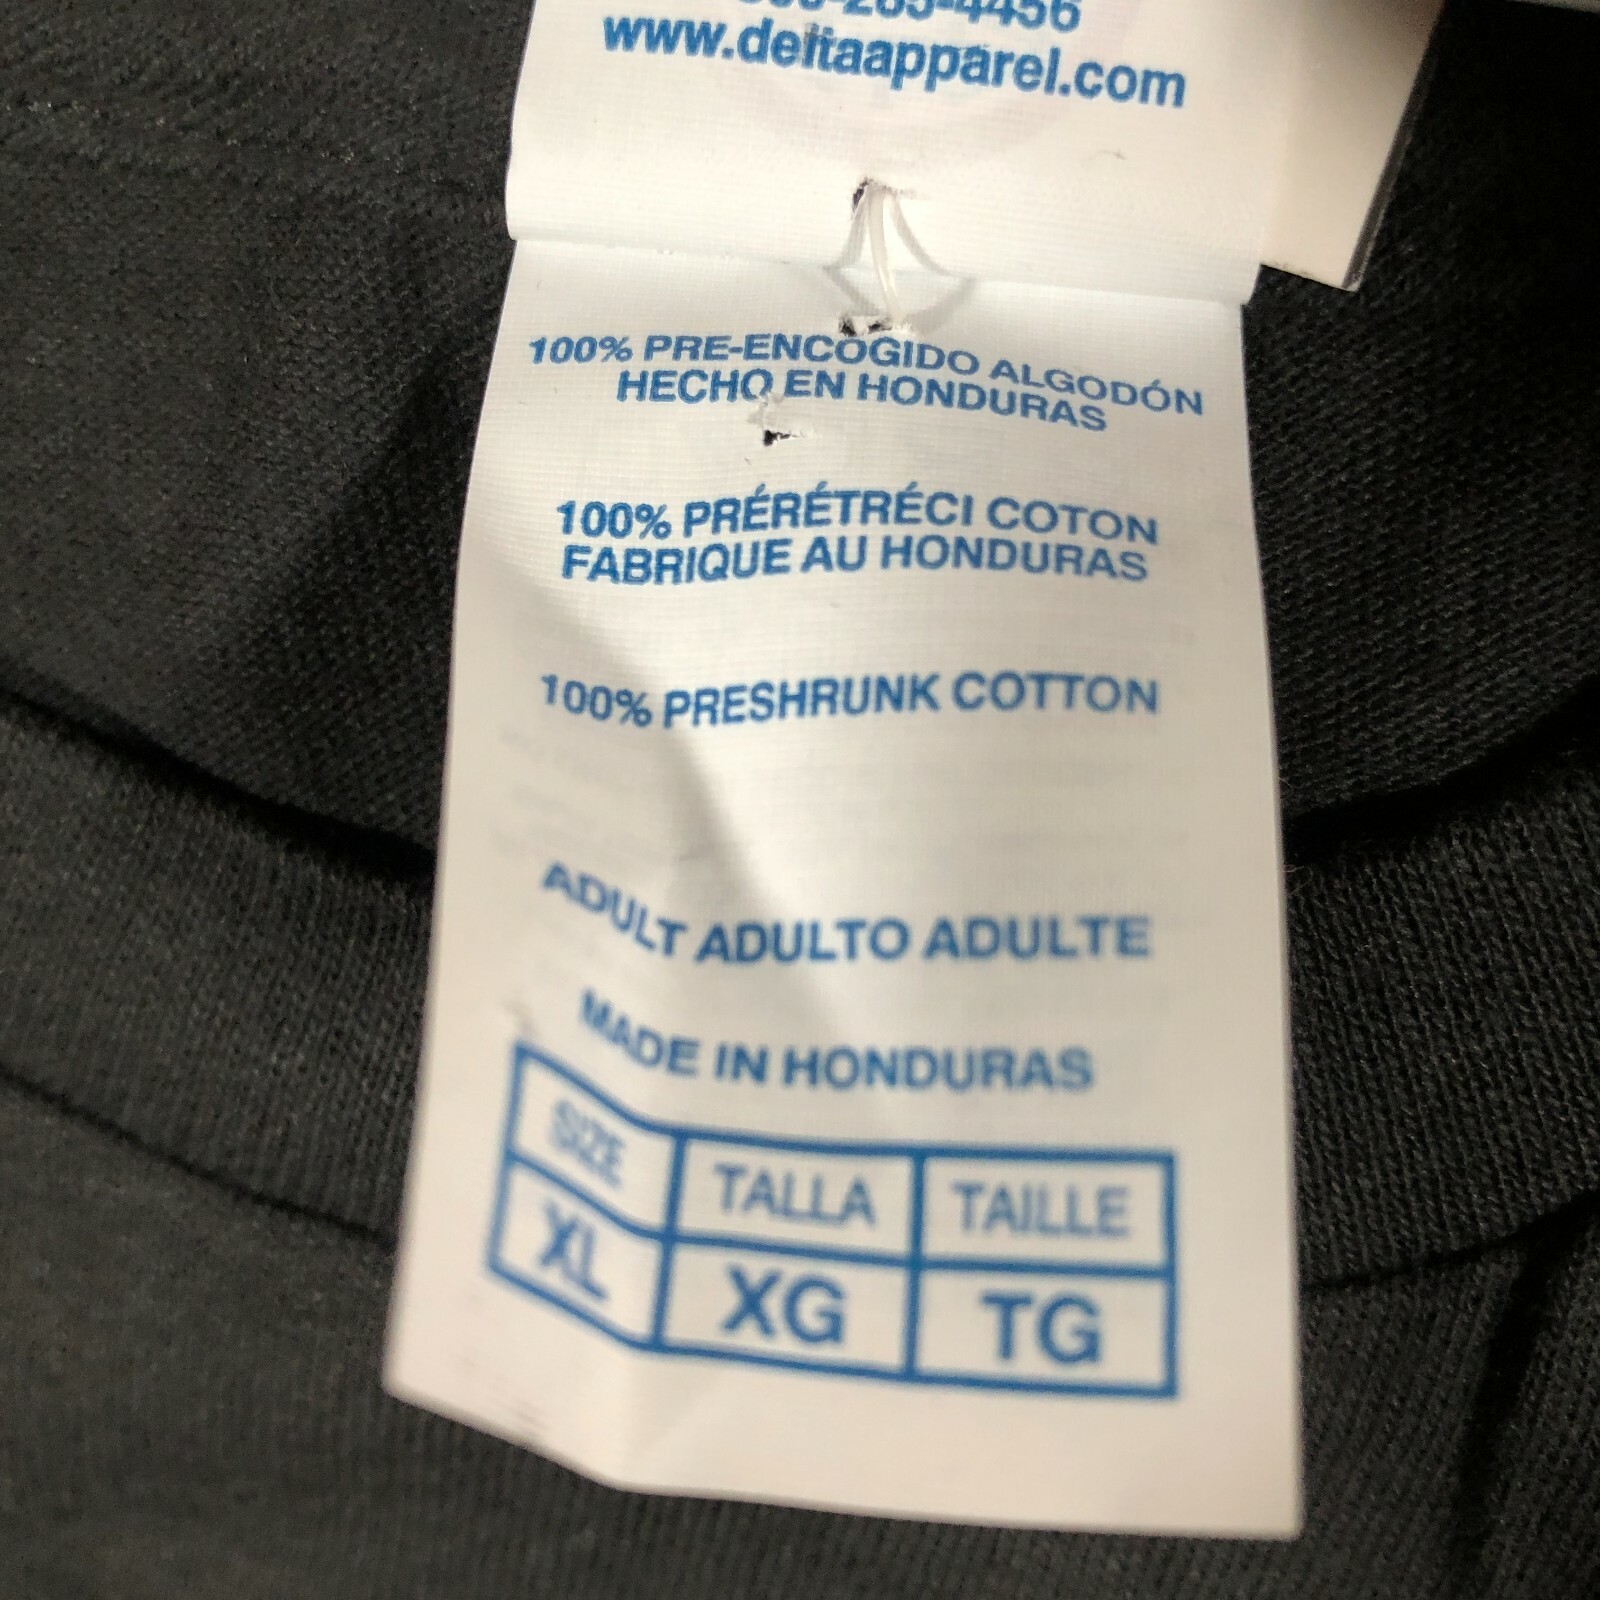 -4456
www.deltaapparel.com
100% PRE-ENCOGIDO ALGODÓN
HECHO EN HONDURAS
100% PRÉRÉTRÉCI COTON
FABRIQUE AU HONDURAS
100% PRESHRUNK COTTON
ADULT ADULTO ADULTE
MADE IN HONDURAS
SIZE TALLA TAILLE
XL XG TG